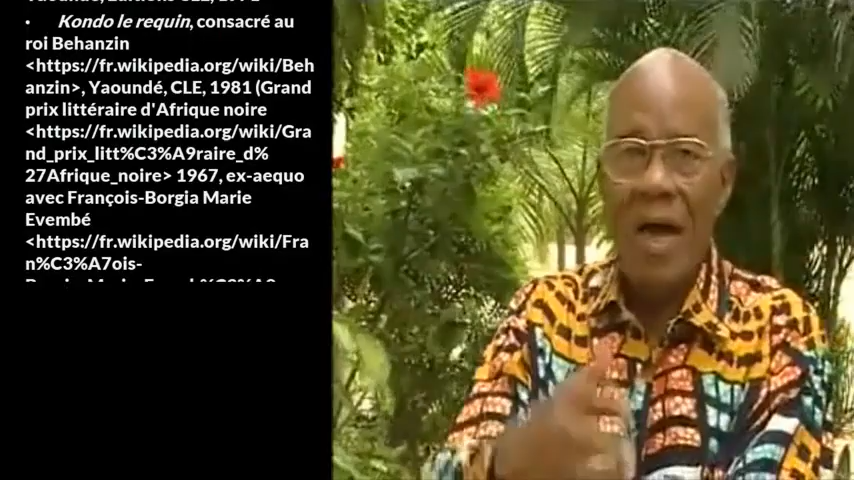 • Kondo le requin, consacré au
roi Behanzin
<https://fr.wikipedia.org/wiki/Beh
anzin>, Yaoundé, CLE, 1981 (Grand
prix littéraire d'Afrique noire
<https://fr.wikipedia.org/wiki/Gra
nd_prix_litt%C3%A9raire_d%
27Afrique_noire> 1967, ex-aequo
avec François-Borgia Marie
Evembé
<https://fr.wikipedia.org/wiki/Fra
n%C3%A7ois-